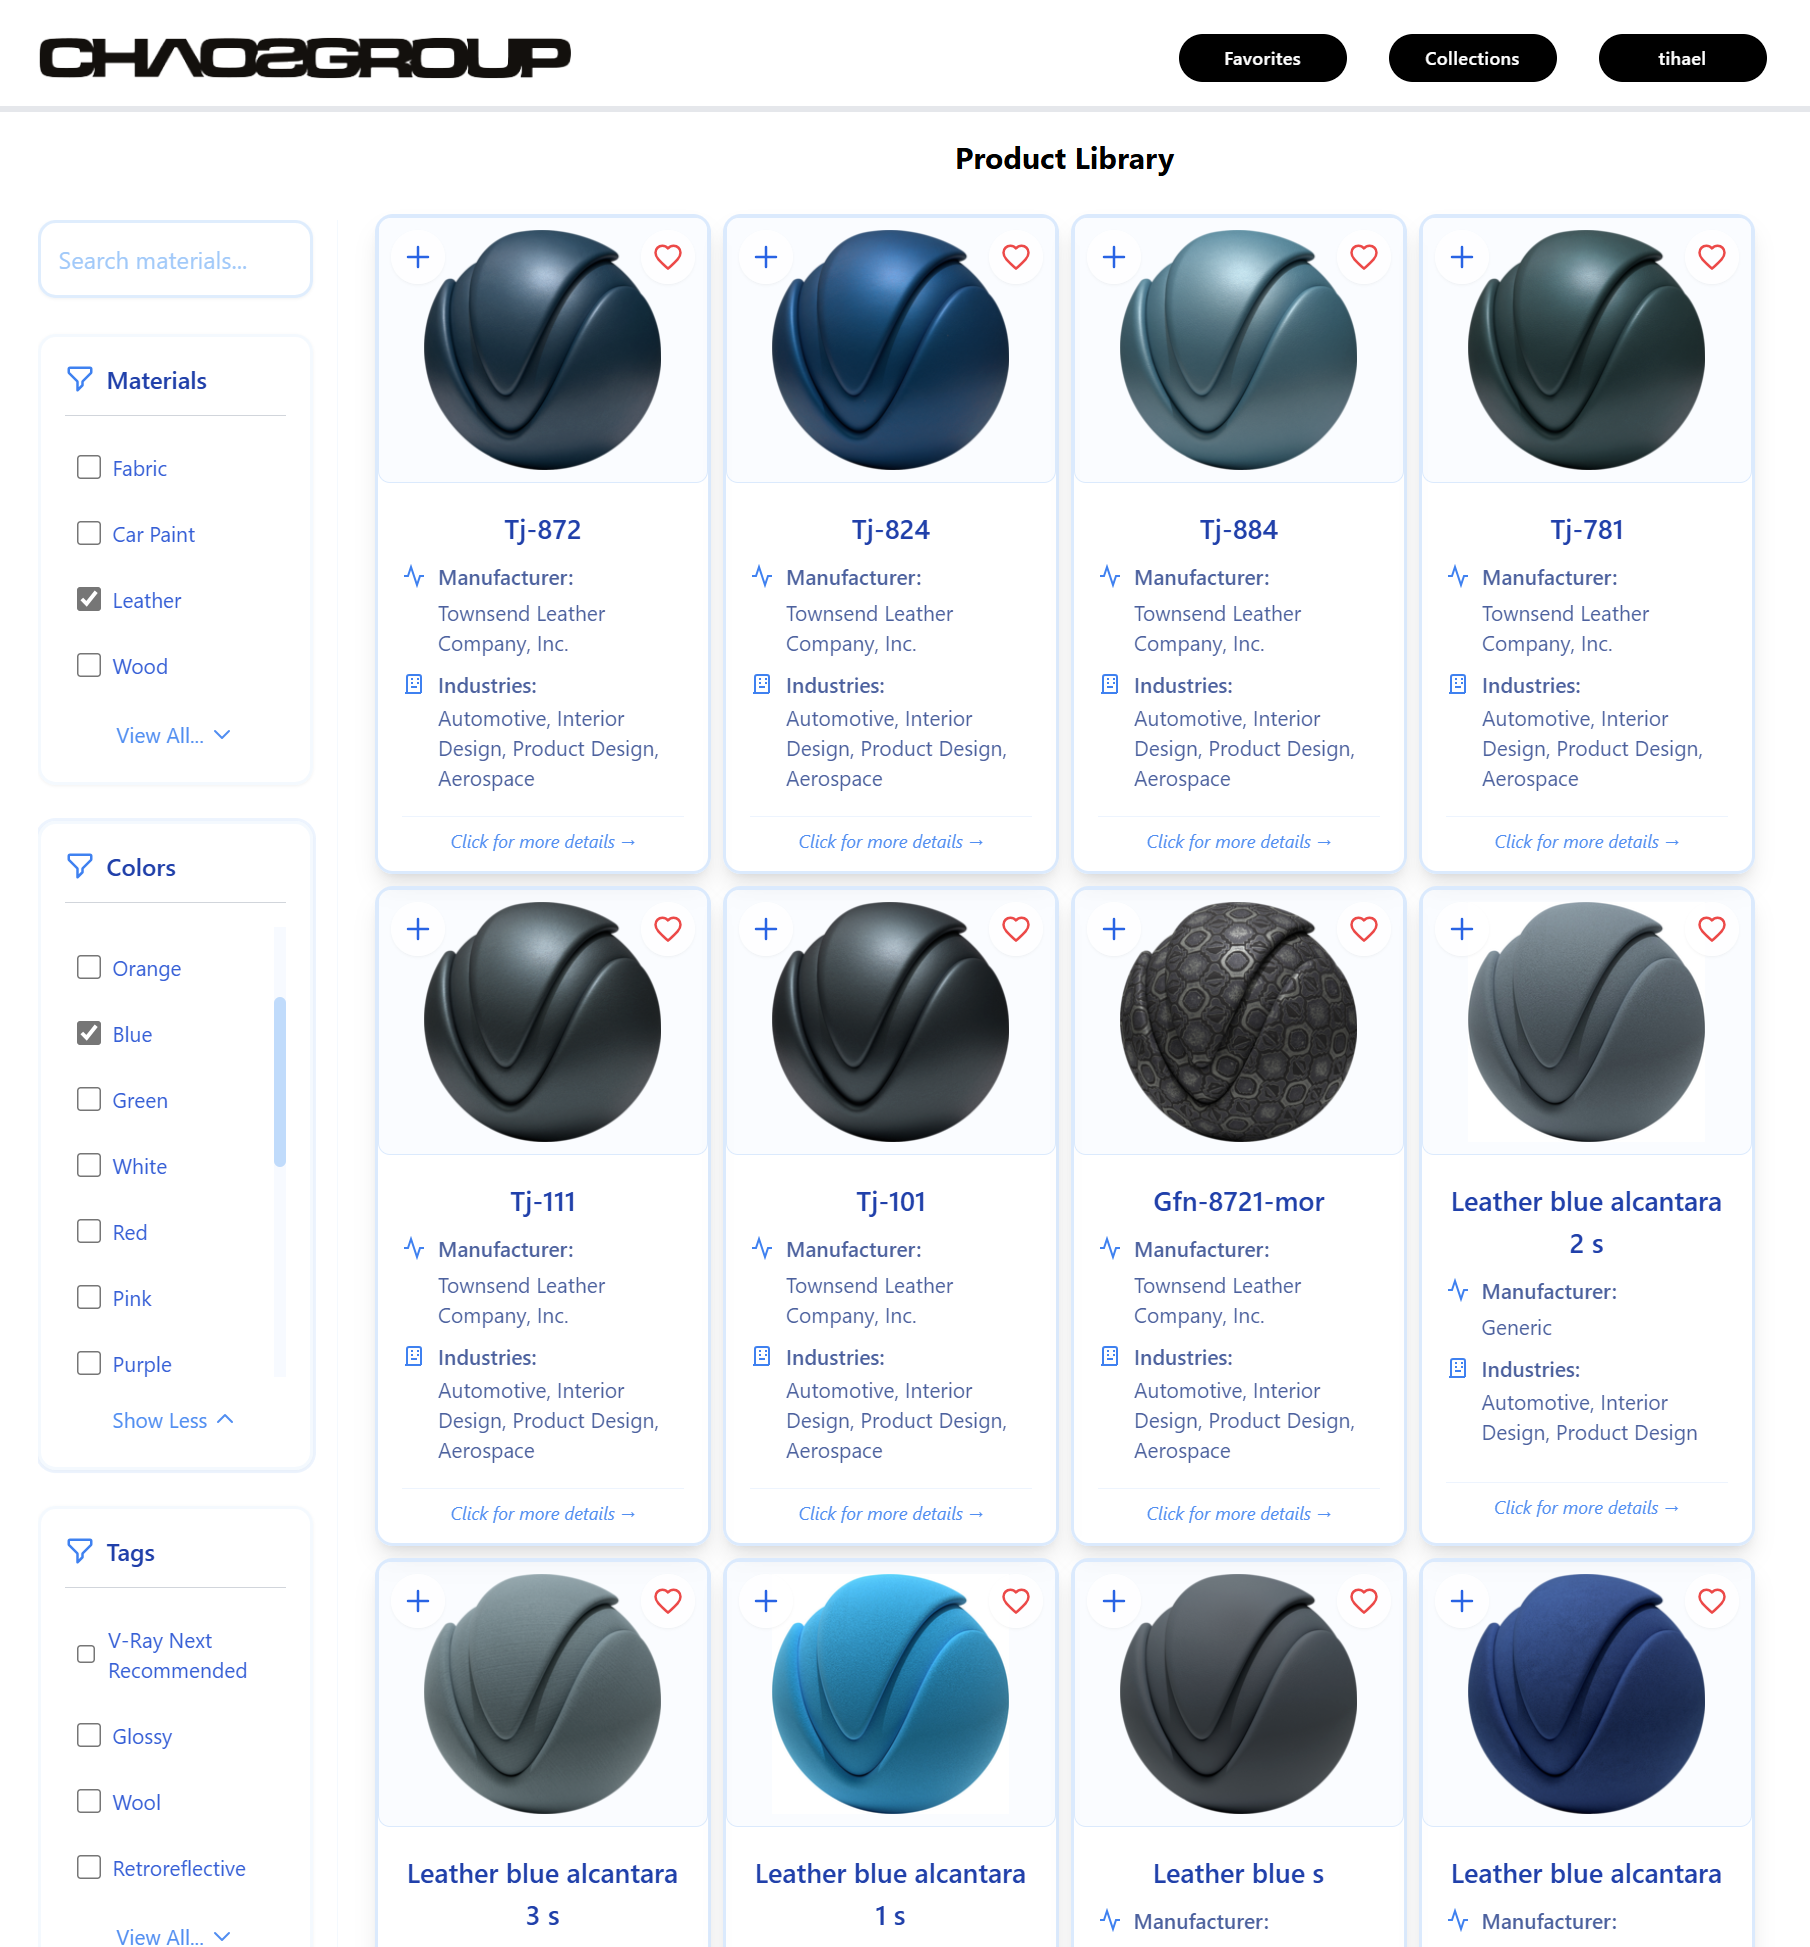 CHAO2GROUP
Favorites
Collections
tihael
Product Library
Search materials...
Materials
Fabric
Car Paint
Leather
Wood
View All...
Colors
Orange
Blue
Green
White
Red
Pink
Purple
Show Less
Tags
V-Ray Next
Recommended
Glossy
Wool
Retroreflective
View All...
Tj-872
Manufacturer:
Townsend Leather
Company, Inc.
Industries:
Automotive, Interior
Design, Product Design,
Aerospace
Click for more details →
Tj-824
Manufacturer:
Townsend Leather
Company, Inc.
Industries:
Automotive, Interior
Design, Product Design,
Aerospace
Click for more details →
Tj-884
Manufacturer:
Townsend Leather
Company, Inc.
Industries:
Automotive, Interior
Design, Product Design,
Aerospace
Click for more details →
Tj-781
Manufacturer:
Townsend Leather
Company, Inc.
Industries:
Automotive, Interior
Design, Product Design,
Aerospace
Click for more details →
Tj-111
Manufacturer:
Townsend Leather
Company, Inc.
Industries:
Automotive, Interior
Design, Product Design,
Aerospace
Click for more details →
Tj-101
Manufacturer:
Townsend Leather
Company, Inc.
Industries:
Automotive, Interior
Design, Product Design,
Aerospace
Click for more details →
Gfn-8721-mor
Manufacturer:
Townsend Leather
Company, Inc.
Industries:
Automotive, Interior
Design, Product Design,
Aerospace
Click for more details →
Leather blue alcantara
2 s
Manufacturer:
Generic
Industries:
Automotive, Interior
Design, Product Design
Click for more details →
Leather blue alcantara
3 s
Leather blue alcantara
1 s
Leather blue s
Manufacturer:
Leather blue alcantara
Manufacturer: